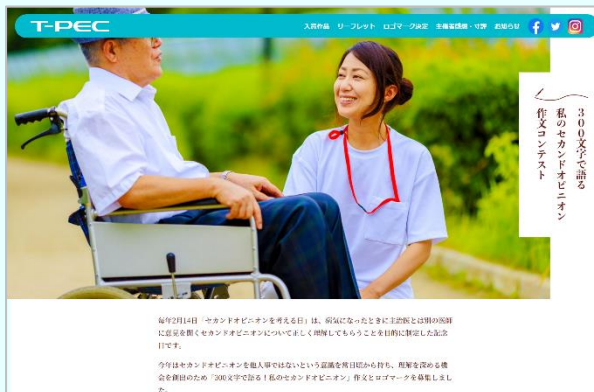 T-PEC
入賞作品 リーフレット ロゴマーク決定 主催者挨拶・寸評 お知らせ
300文字で語る
私のセカンドオピニオン
作文コンテスト
毎年2月14日「セカンドオピニオンを考える日」は、病気になったときに主治医とは別の医師
に意見を聞くセカンドオピニオンについて正しく理解してもらうことを目的に制定した記念
日です。
今年はセカンドオピニオンを他人事ではないという意識を常日頃から持ち、理解を深める機
会を創出のため「300文字で語る！私のセカンドオピニオン」作文とロゴマークを募集しまし
た。